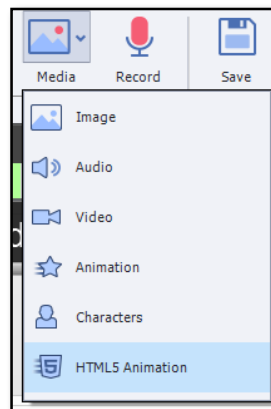 Media Record Save
Image
Audio
Video
Animation
Characters
HTML5 Animation